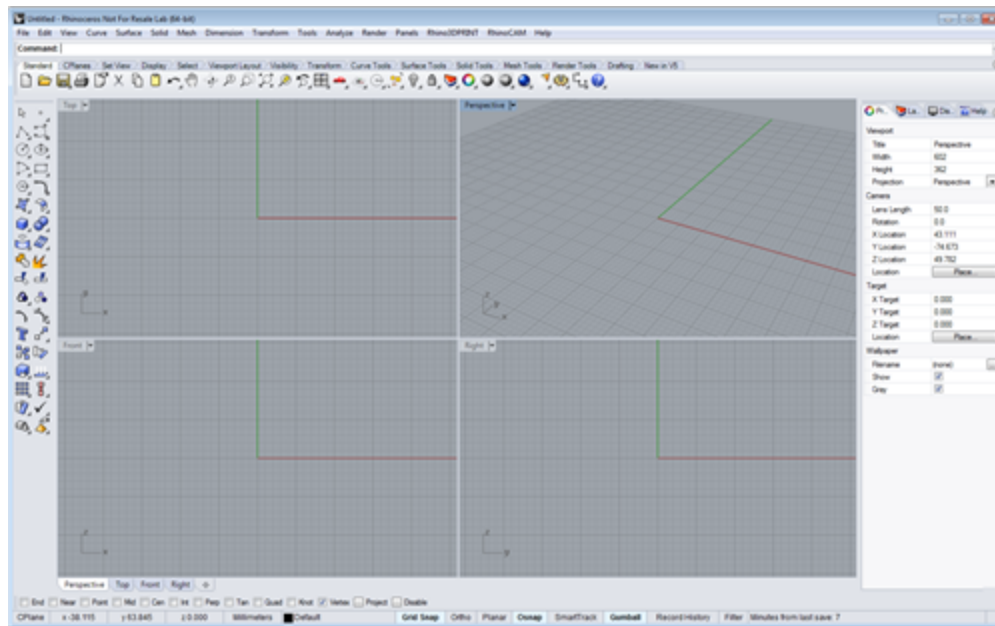 Untitled - Rhinoceros Not For Resale Lab (64-bit)
File Edit View Curve Surface Solid Mesh Dimension Transform Tools Analyze Render Panels Rhino3DPRINT RhinoCAM Help
Command:
Standard CPlanes Set View Display Select Viewport Layout Visibility Transform Curve Tools Surface Tools Solid Tools Mesh Tools Render Tools Drafting New in V5
Top
Perspective
Front
Right
Pr... La... Dis... Help
Viewport
Title Perspective
Width 602
Height 362
Projection Perspective
Camera
Lens Length 50.0
Rotation 0.0
X Location 43.111
Y Location -74.673
Z Location 49.782
Location Place...
Target
X Target 0.000
Y Target 0.000
Z Target 0.000
Location Place...
Wallpaper
Filename (none)
Show
Gray
Perspective Top Front Right
End Near Point Mid Cen Int Perp Tan Quad Knot Vertex Project Disable
CPlane x -38.115 y 53.845 z 0.000 Millimeters Default Grid Snap Ortho Planar Osnap SmartTrack Gumball Record History Filter Minutes from last save: 7